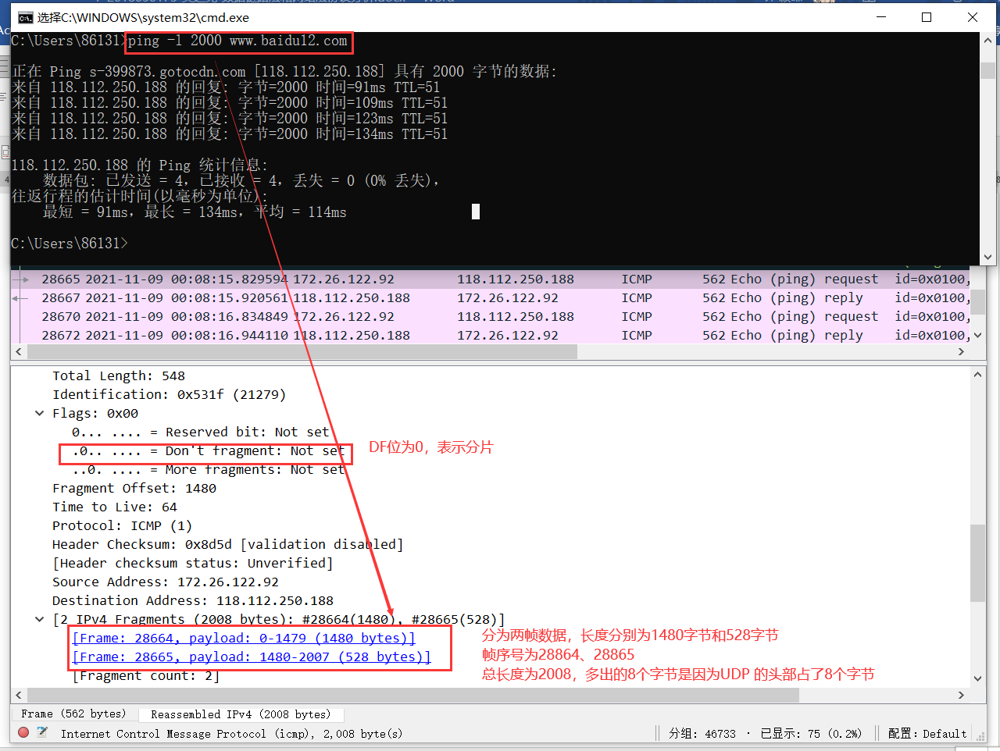 选择C:\WINDOWS\system32\cmd.exe
C:\Users\86131>ping -l 2000 www.baidu12.com
正在 Ping s-399873.gotocdn.com [118.112.250.188] 具有 2000 字节的数据:
来自 118.112.250.188 的回复: 字节=2000 时间=91ms TTL=51
来自 118.112.250.188 的回复: 字节=2000 时间=109ms TTL=51
来自 118.112.250.188 的回复: 字节=2000 时间=123ms TTL=51
来自 118.112.250.188 的回复: 字节=2000 时间=134ms TTL=51
118.112.250.188 的 Ping 统计信息:
数据包: 已发送 = 4，已接收 = 4，丢失 = 0 (0% 丢失)，
往返行程的估计时间(以毫秒为单位):
最短 = 91ms，最长 = 134ms，平均 = 114ms
C:\Users\86131>
28665 2021-11-09 00:08:15.829594 172.26.122.92 118.112.250.188 ICMP 562 Echo (ping) request id=0x0100,
28667 2021-11-09 00:08:15.920561 118.112.250.188 172.26.122.92 ICMP 562 Echo (ping) reply id=0x0100,
28670 2021-11-09 00:08:16.834849 172.26.122.92 118.112.250.188 ICMP 562 Echo (ping) request id=0x0100,
28672 2021-11-09 00:08:16.944110 118.112.250.188 172.26.122.92 ICMP 562 Echo (ping) reply id=0x0100,
Total Length: 548
Identification: 0x531f (21279)
Flags: 0x00
0... .... = Reserved bit: Not set
.0.. .... = Don't fragment: Not set
DF位为0，表示分片
..0. .... = More fragments: Not set
Fragment Offset: 1480
Time to Live: 64
Protocol: ICMP (1)
Header Checksum: 0x8d5d [validation disabled]
[Header checksum status: Unverified]
Source Address: 172.26.122.92
Destination Address: 118.112.250.188
[2 IPv4 Fragments (2008 bytes): #28664(1480), #28665(528)]
[Frame: 28664, payload: 0-1479 (1480 bytes)]
[Frame: 28665, payload: 1480-2007 (528 bytes)]
[Fragment count: 2]
分为两帧数据，长度分别为1480字节和528字节
帧序号为28864、28865
总长度为2008，多出的8个字节是因为UDP 的头部占了8个字节
Frame (562 bytes) Reassembled IPv4 (2008 bytes)
Internet Control Message Protocol (icmp), 2,008 byte(s) 分组: 46733 · 已显示: 75 (0.2%) 配置: Default